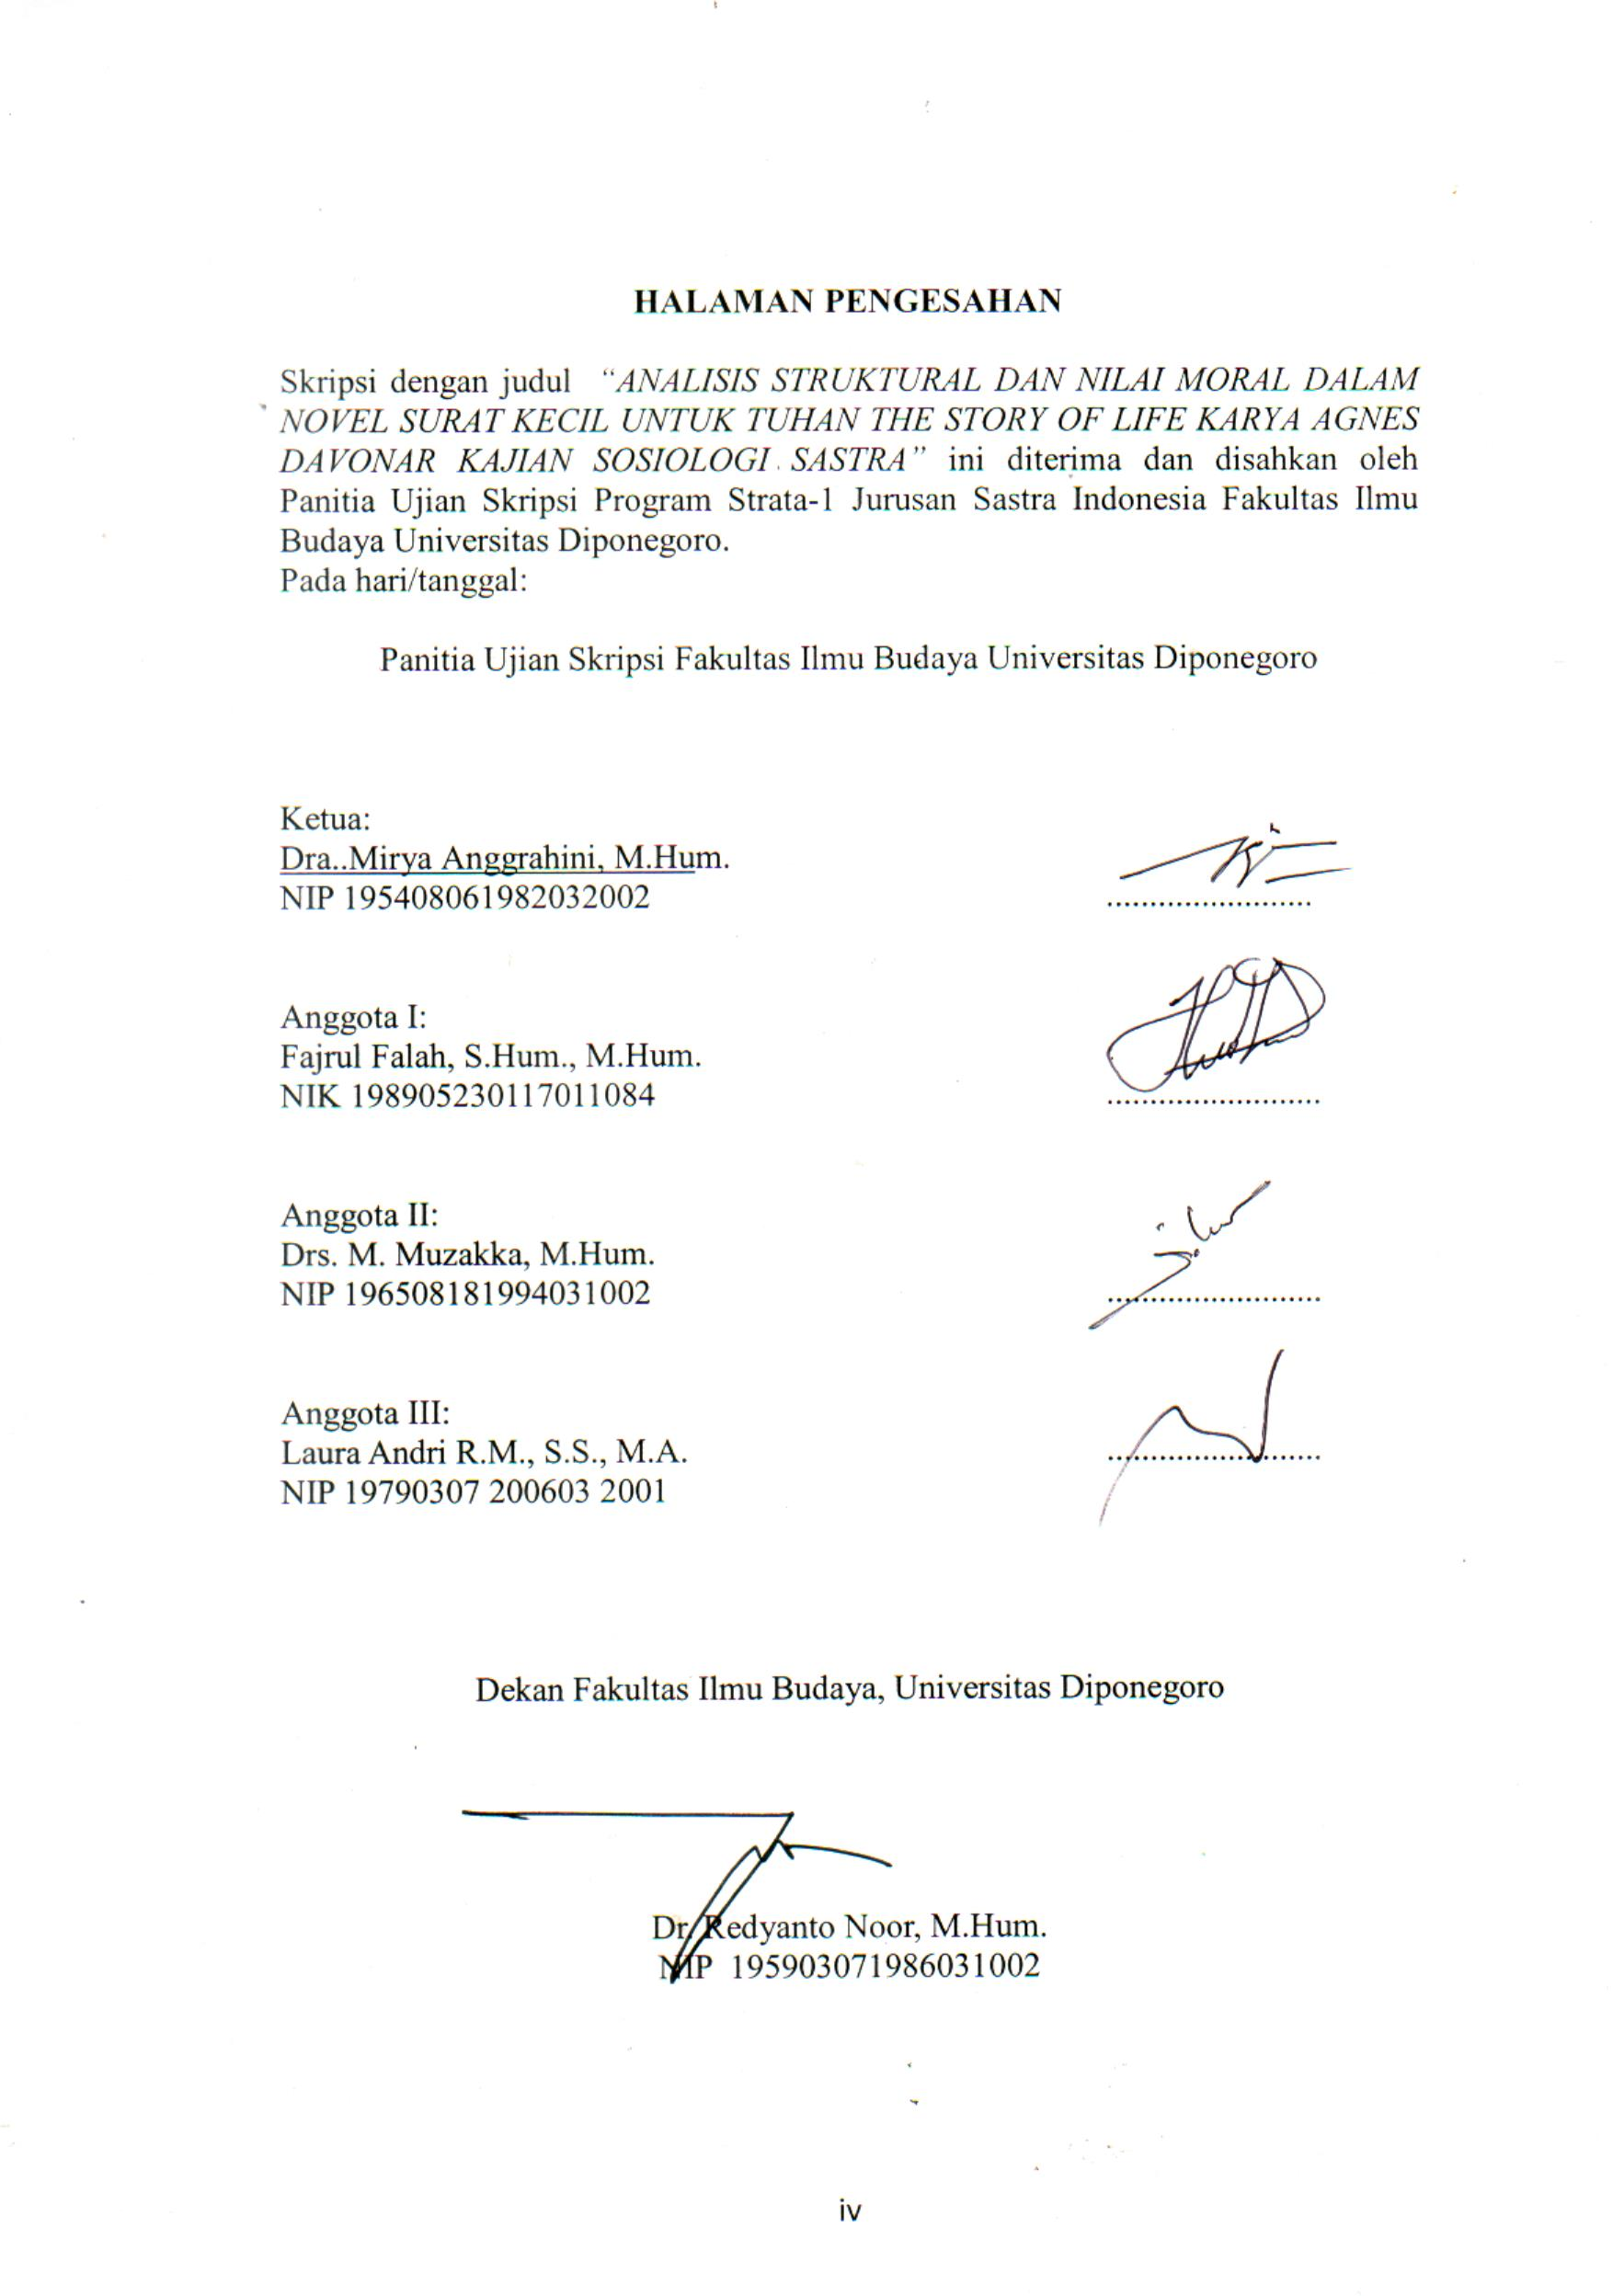 HALAMAN PENGESAHAN
Skripsi dengan judul “ANALISIS STRUKTURAL DAN NILAI MORAL DALAM
NOVEL SURAT KECIL UNTUK TUHAN THE STORY OF LIFE KARYA AGNES
DAVONAR KAJIAN SOSIOLOGI SASTRA” ini diterima dan disahkan oleh
Panitia Ujian Skripsi Program Strata-1 Jurusan Sastra Indonesia Fakultas Ilmu
Budaya Universitas Diponegoro.
Pada hari/tanggal:
Panitia Ujian Skripsi Fakultas Ilmu Budaya Universitas Diponegoro
Ketua:
Dra..Mirya Anggrahini, M.Hum.
NIP 195408061982032002
........................
Anggota I:
Fajrul Falah, S.Hum., M.Hum.
NIK 198905230117011084
.........................
Anggota II:
Drs. M. Muzakka, M.Hum.
NIP 196508181994031002
.........................
Anggota III:
Laura Andri R.M., S.S., M.A.
NIP 19790307 200603 2001
.........................
Dekan Fakultas Ilmu Budaya, Universitas Diponegoro
Dr. Redyanto Noor, M.Hum.
NIP 195903071986031002
iv